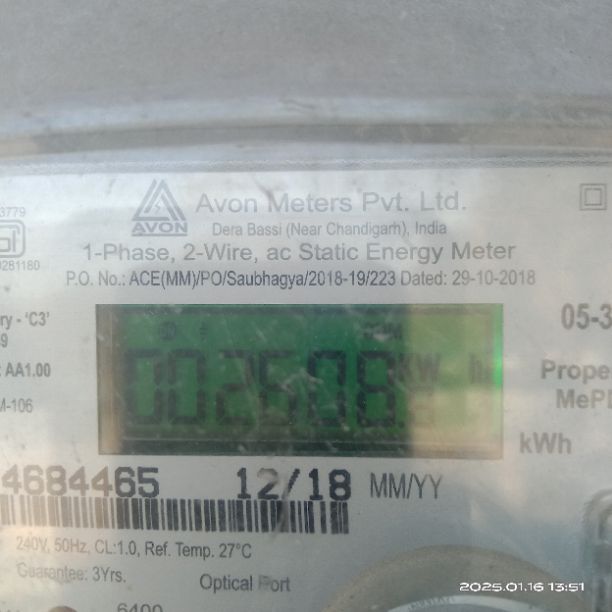 3779
AVON
Avon Meters Pvt. Ltd.
Dera Bassi (Near Chandigarh), India
0281180
1-Phase, 2-Wire, ac Static Energy Meter
P.O. No.: ACE(MM)/PO/Saubhagya/2018-19/223 Dated: 29-10-2018
ry - 'C3'
9
05-3
AA1.00
Prope
M-106
MePD
kW h
kWh
4684465
12/18 MM/YY
240V, 50Hz, CL:1.0, Ref. Temp. 27°C
Guarantee: 3Yrs.
Optical Port
6400
2025.01.16 13:51